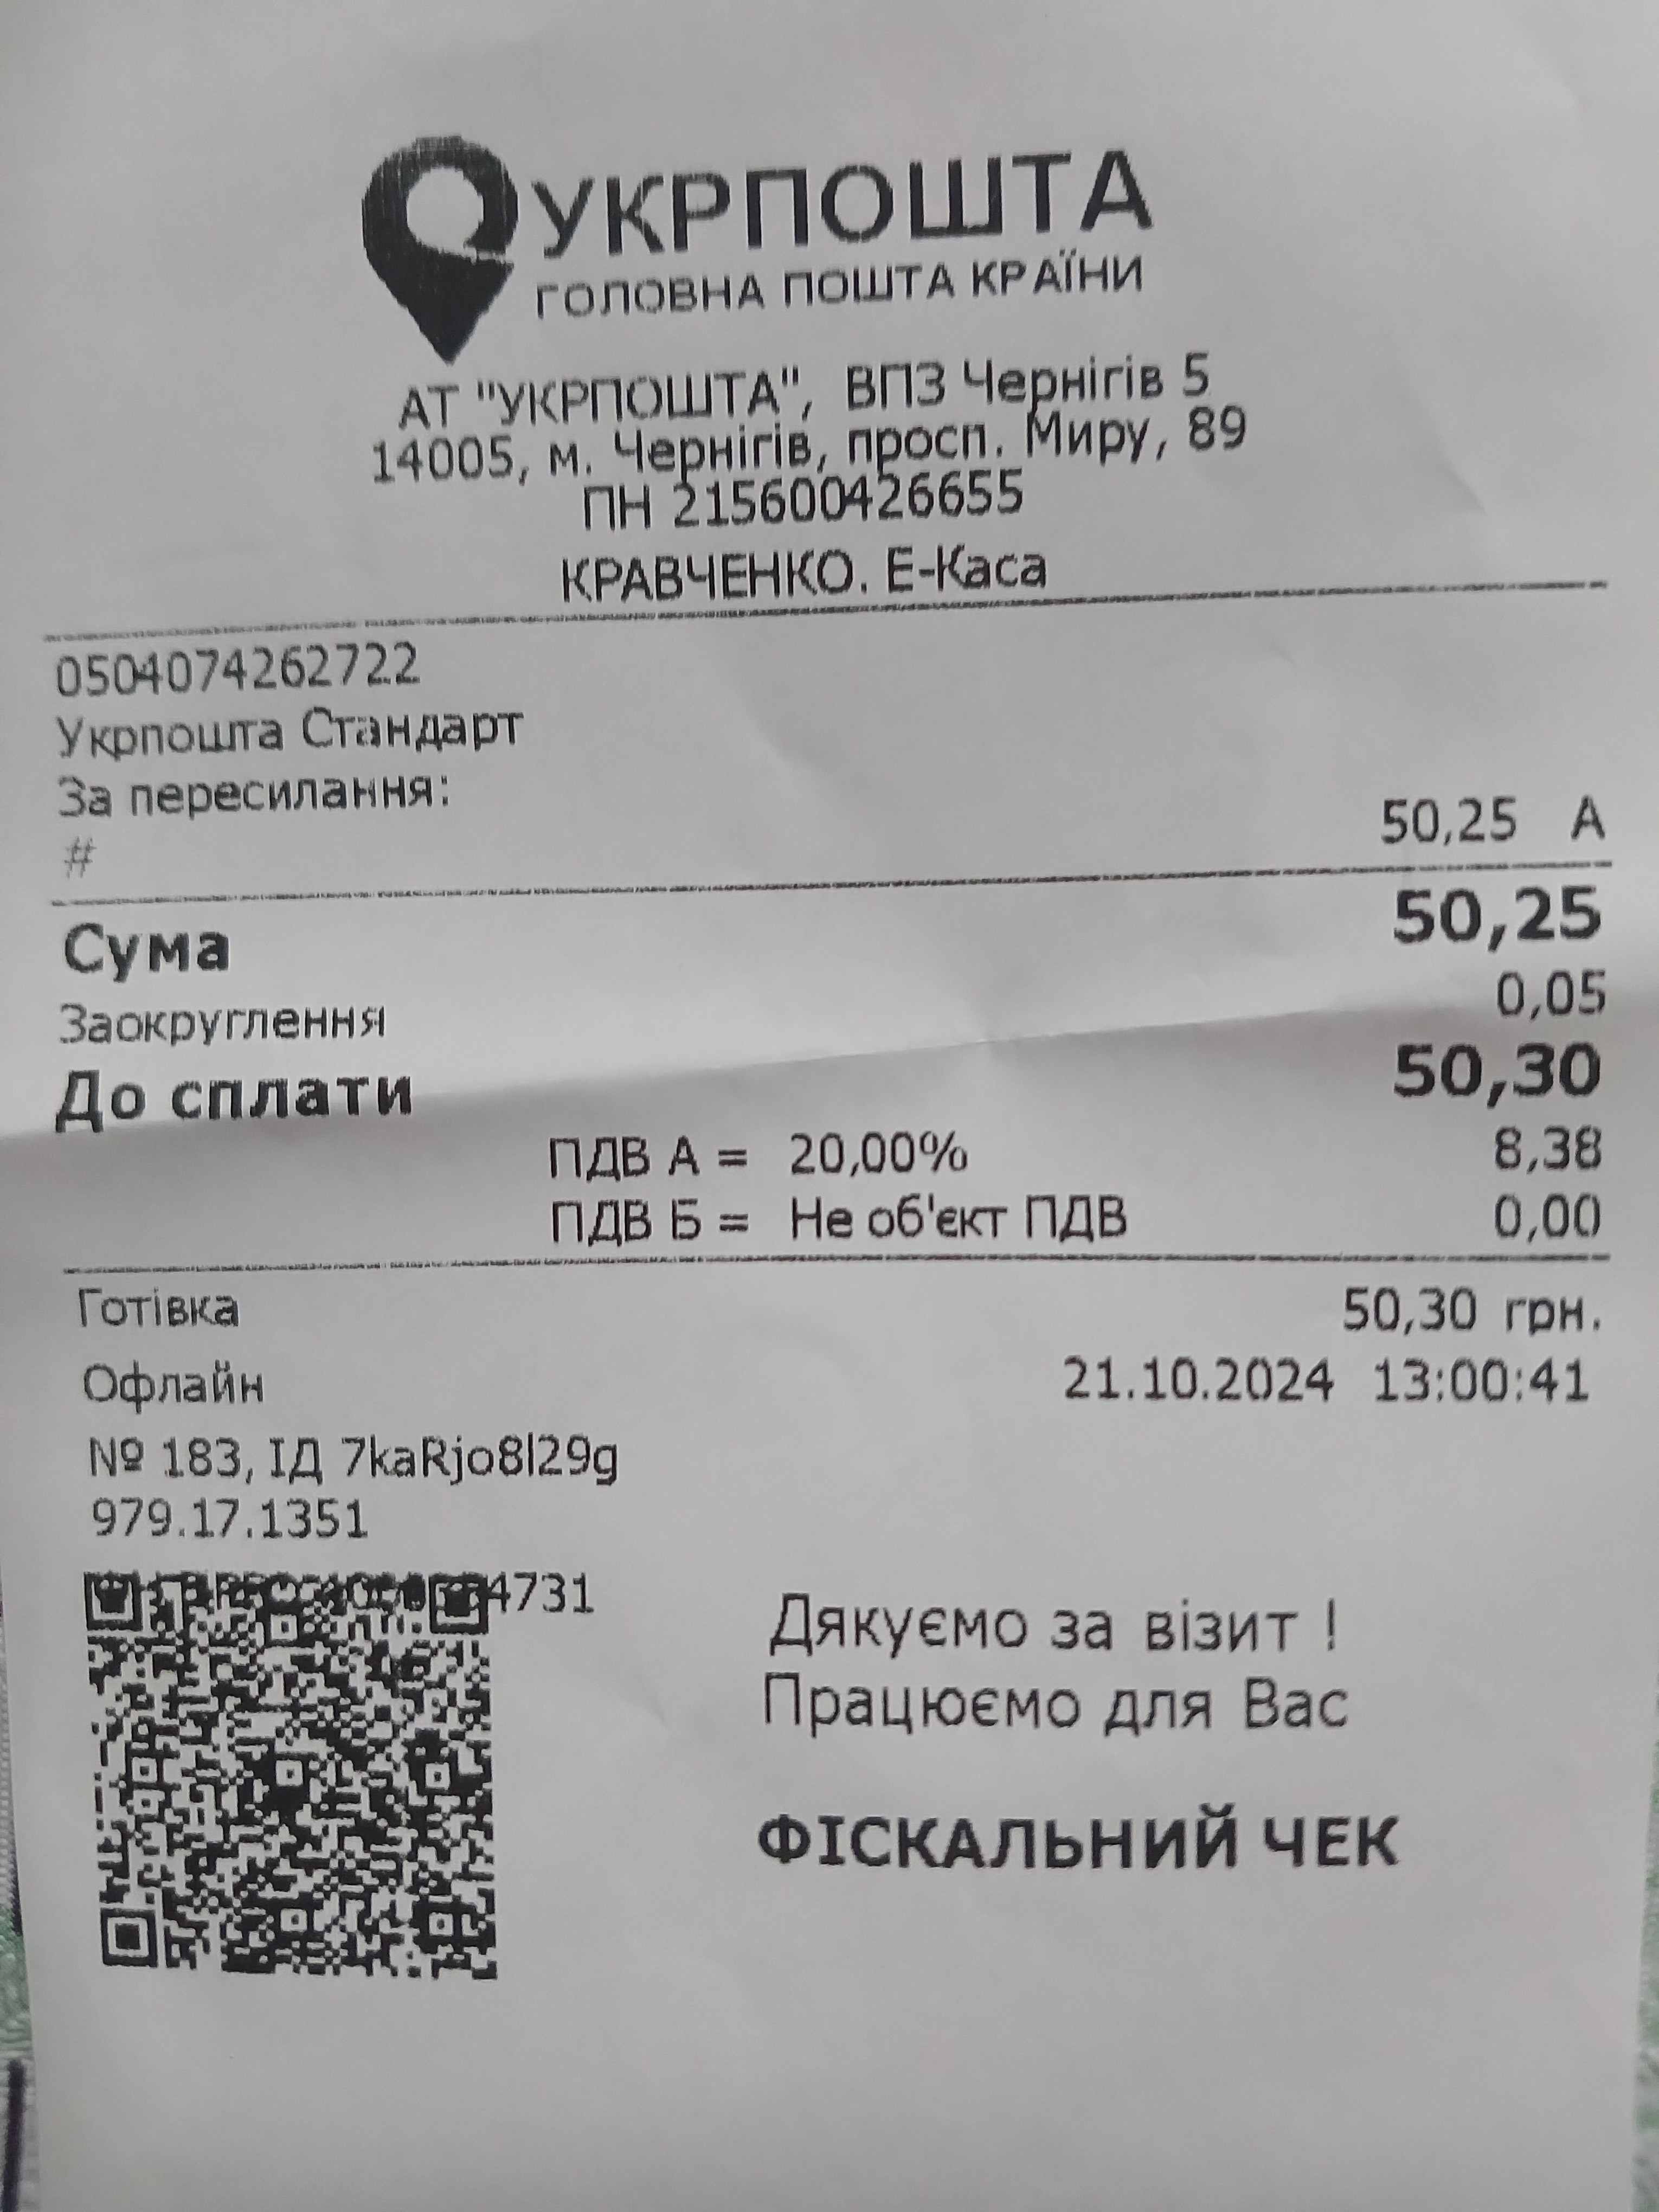 УКРПОШТА
ГОЛОВНА ПОШТА КРАЇНИ
АТ "УКРПОШТА", ВПЗ Чернігів 5
14005, м. Чернігів, просп. Миру, 89
ПН 215600426655
КРАВЧЕНКО. Е-Каса
0504074262722
Укрпошта Стандарт
За пересилання:
# 50,25 А
Сума 50,25
Заокруглення 0,05
До сплати 50,30
ПДВ А = 20,00% 8,38
ПДВ Б = Не об'єкт ПДВ 0,00
Готівка 50,30 грн.
Офлайн 21.10.2024 13:00:41
№ 183, ІД 7kaRjo8l29g
979.17.1351
4731
Дякуємо за візит !
Працюємо для Вас
ФІСКАЛЬНИЙ ЧЕК